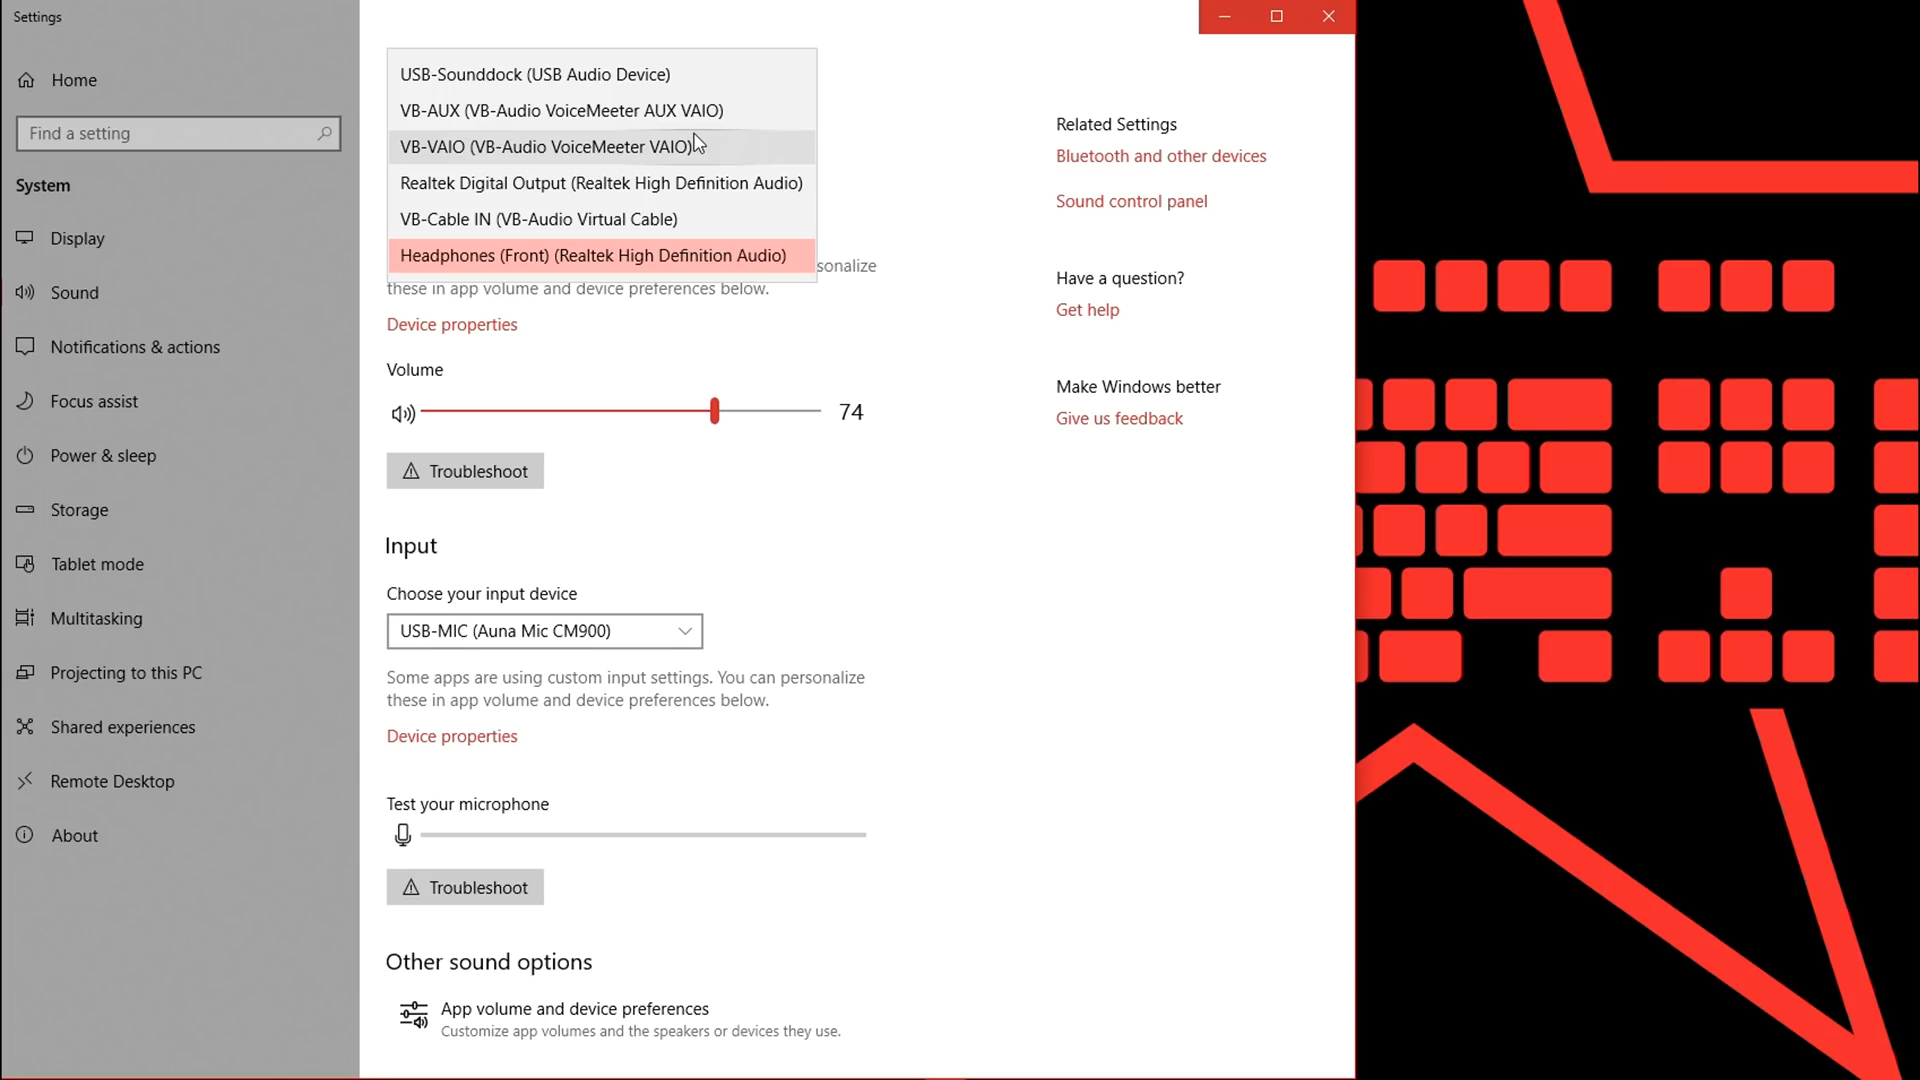 Settings
Home
Find a setting
System
Display
Sound
Notifications & actions
Focus assist
Power & sleep
Storage
Tablet mode
Multitasking
Projecting to this PC
Shared experiences
Remote Desktop
About
USB-Sounddock (USB Audio Device)
VB-AUX (VB-Audio VoiceMeeter AUX VAIO)
VB-VAIO (VB-Audio VoiceMeeter VAIO)
Realtek Digital Output (Realtek High Definition Audio)
VB-Cable IN (VB-Audio Virtual Cable)
Headphones (Front) (Realtek High Definition Audio)
these in app volume and device preferences below.
Device properties
Volume
74
Troubleshoot
Input
Choose your input device
USB-MIC (Auna Mic CM900)
Some apps are using custom input settings. You can personalize
these in app volume and device preferences below.
Device properties
Test your microphone
Troubleshoot
Other sound options
App volume and device preferences
Customize app volumes and the speakers or devices they use.
Related Settings
Bluetooth and other devices
Sound control panel
Have a question?
Get help
Make Windows better
Give us feedback